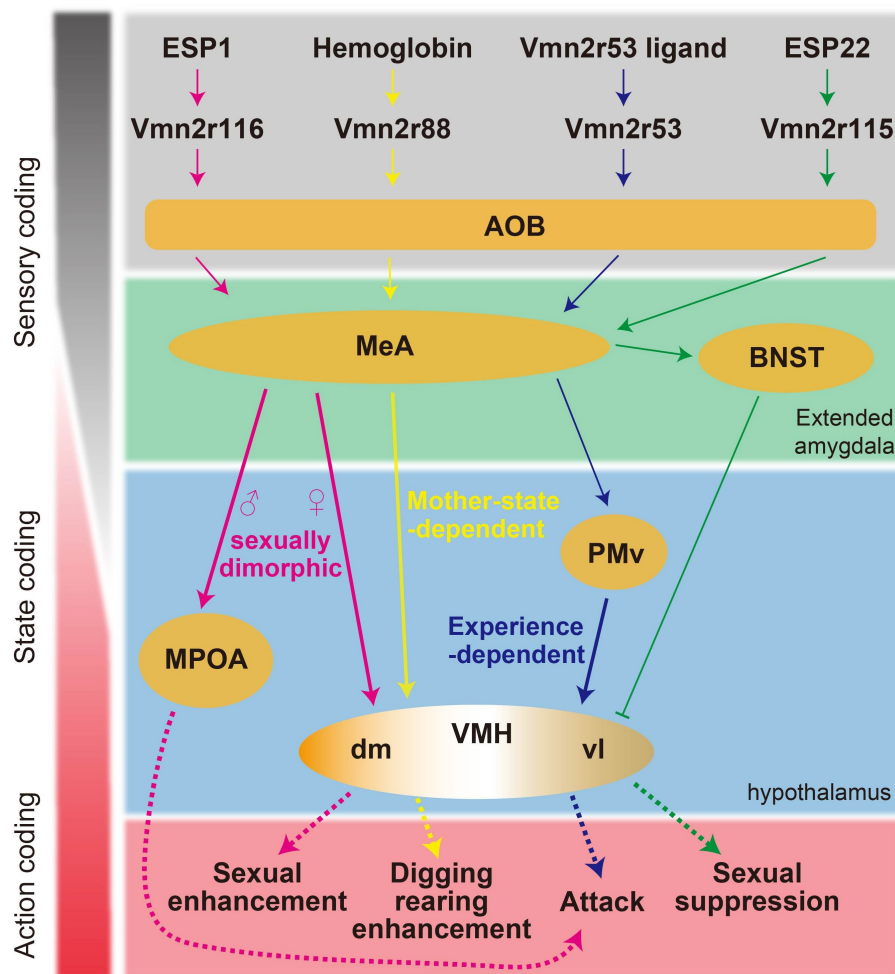 ESP1
Hemoglobin
Vmn2r53 ligand
ESP22
Vmn2r116
Vmn2r88
Vmn2r53
Vmn2r115
AOB
Sensory coding
MeA
BNST
Extended
amygdala
♂
♀
sexually
dimorphic
Mother-state
-dependent
PMv
Experience
-dependent
State coding
MPOA
VMH
dm
vl
hypothalamus
Action coding
Sexual
enhancement
Digging
rearing
enhancement
Attack
Sexual
suppression